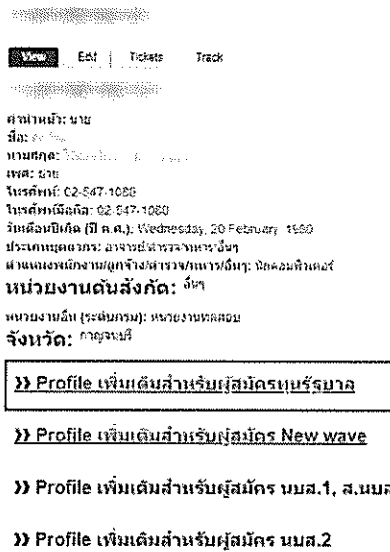 View Edit Tickets Track
คำนำหน้า: นาย
ชื่อ:
นามสกุล:
เพศ: ชาย
โทรศัพท์: 02-547-1080
โทรศัพท์มือถือ: 02-547-1080
วันเดือนปีเกิด (ปี ค.ศ.): Wednesday, 20 February, 1980
ประเภทบุคลากร: อาจารย์/ตำรวจ/ทหาร/อื่นๆ
ตำแหน่งพนักงาน/ลูกจ้าง/ตำรวจ/ทหาร/อื่นๆ: นักคอมพิวเตอร์
หน่วยงานต้นสังกัด: อื่นๆ
หน่วยงานอื่น (ระดับกรม): หน่วยงานทดสอบ
จังหวัด: กาญจนบุรี
》 Profile เพิ่มเติมสำหรับผู้สมัครทุนรัฐบาล
》 Profile เพิ่มเติมสำหรับผู้สมัคร New wave
》 Profile เพิ่มเติมสำหรับผู้สมัคร นบส.1, ส.นบส
》 Profile เพิ่มเติมสำหรับผู้สมัคร นบส.2